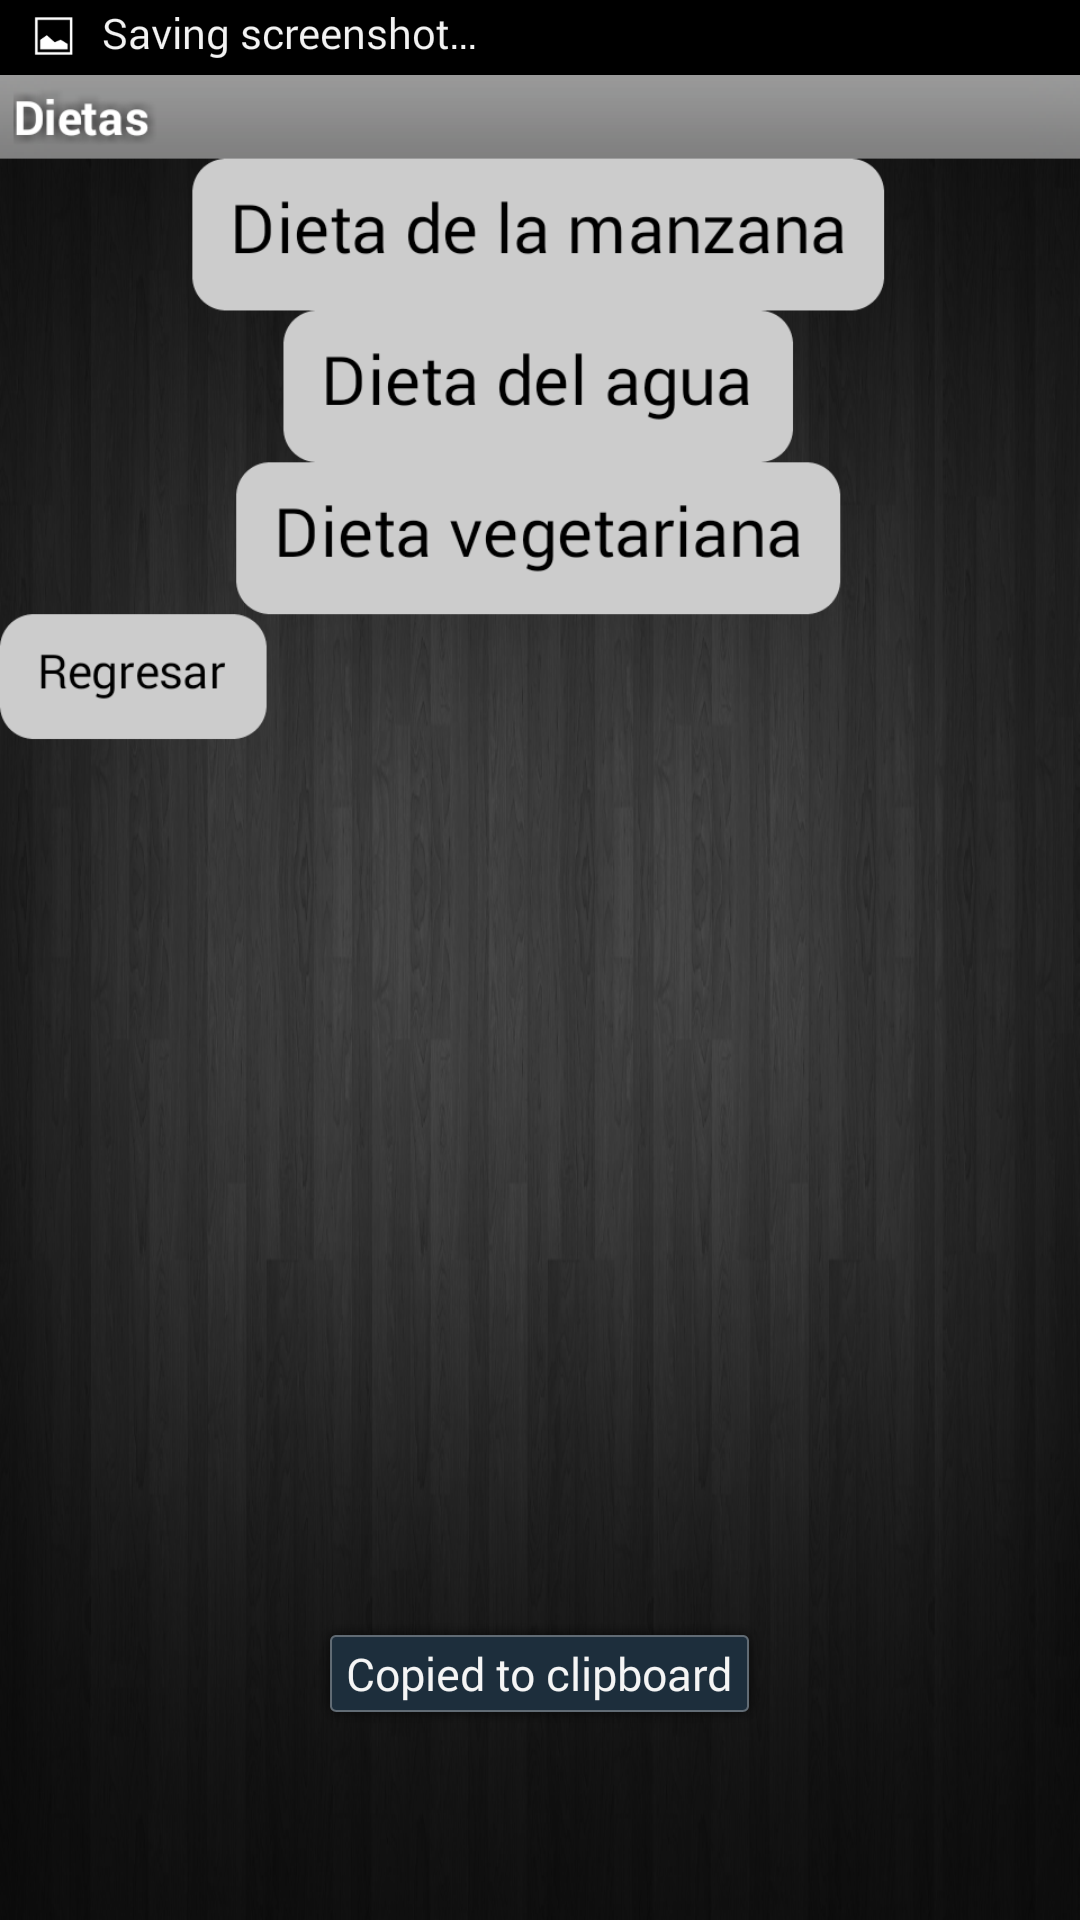 Saving screenshot...
Dietas
Dieta de la manzana
Dieta del agua
Dieta vegetariana
Regresar
Copied to clipboard